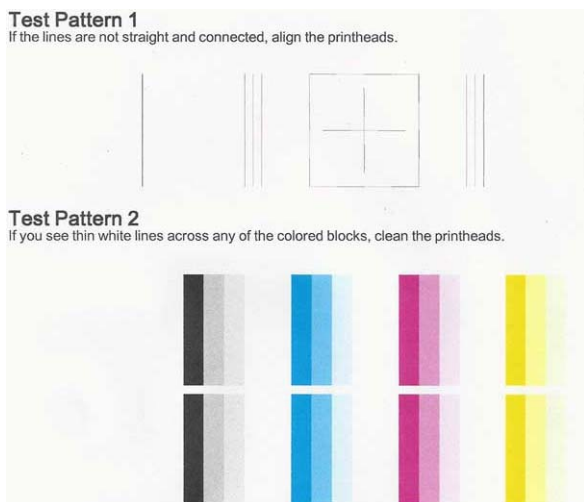 Test Pattern 1
If the lines are not straight and connected, align the printheads.
Test Pattern 2
If you see thin white lines across any of the colored blocks, clean the printheads.